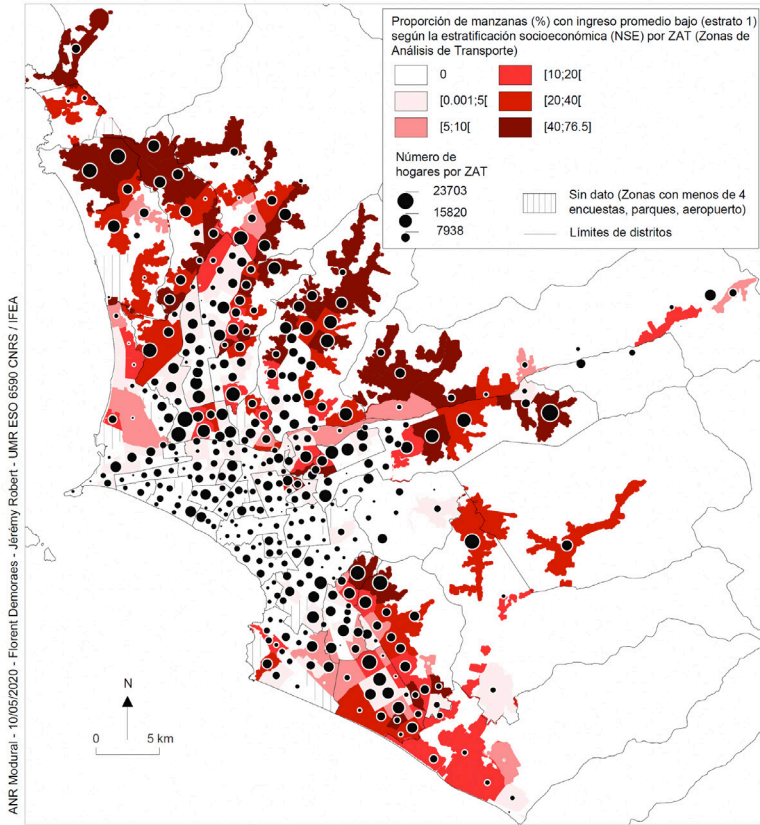 Proporción de manzanas (%) con ingreso promedio bajo (estrato 1)
según la estratificación socioeconómica (NSE) por ZAT (Zonas de
Análisis de Transporte)
0
[10;20[
[0.001;5[
[20;40[
[5;10[
[40;76.5]
Número de
hogares por ZAT
23703
15820
7938
Sin dato (Zonas con menos de 4
encuestas, parques, aeropuerto)
Límites de distritos
N
0 5 km
ANR Modural - 10/05/2020 - Florent Demoraes - Jérémy Robert - UMR ESO 6590 CNRS / IFEA